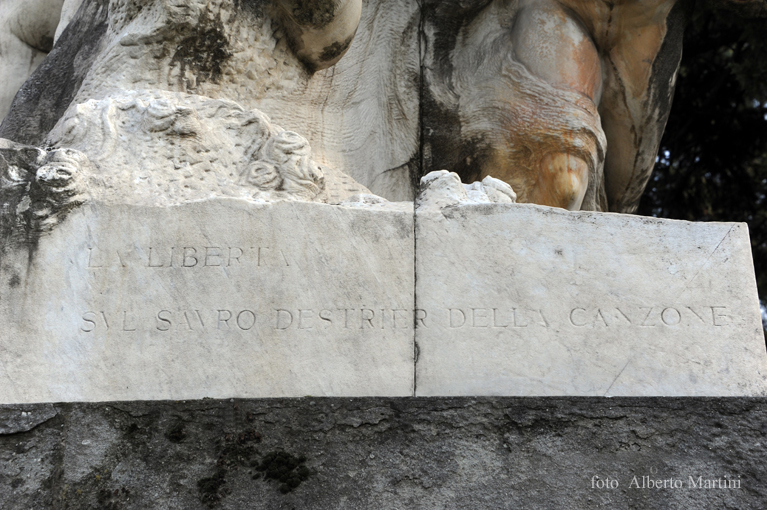 LA LIBERTA
SVL SAVRO DESTRIER DELLA CANZONE
foto Alberto Martini